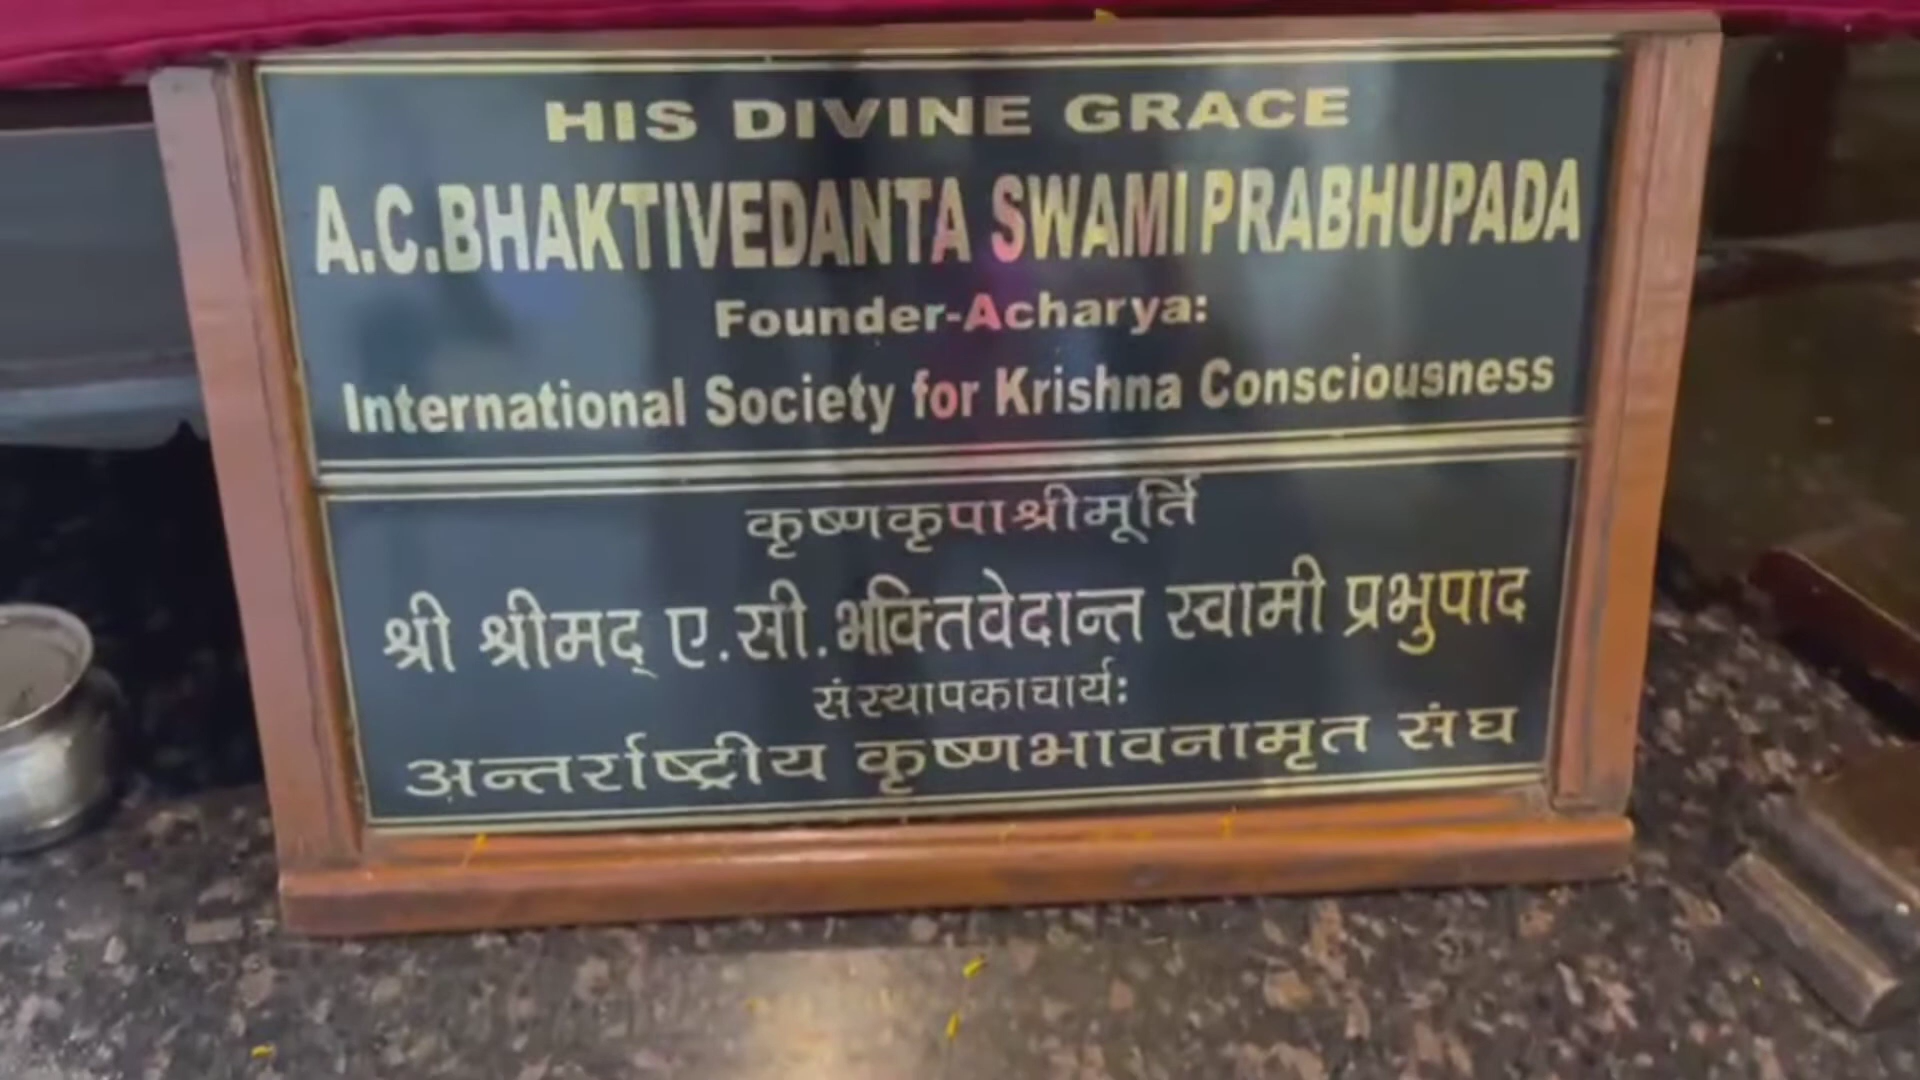 HIS DIVINE GRACE
A.C.BHAKTIVEDANTA SWAMI PRABHUPADA
Founder-Acharya:
International Society for Krishna Consciousness
कृष्णकृपाश्रीमूर्ति
श्री श्रीमद् ए.सी.भक्तिवेदान्त स्वामी प्रभुपाद
संस्थापकाचार्य:
अन्तर्राष्ट्रीय कृष्णभावनामृत संघ